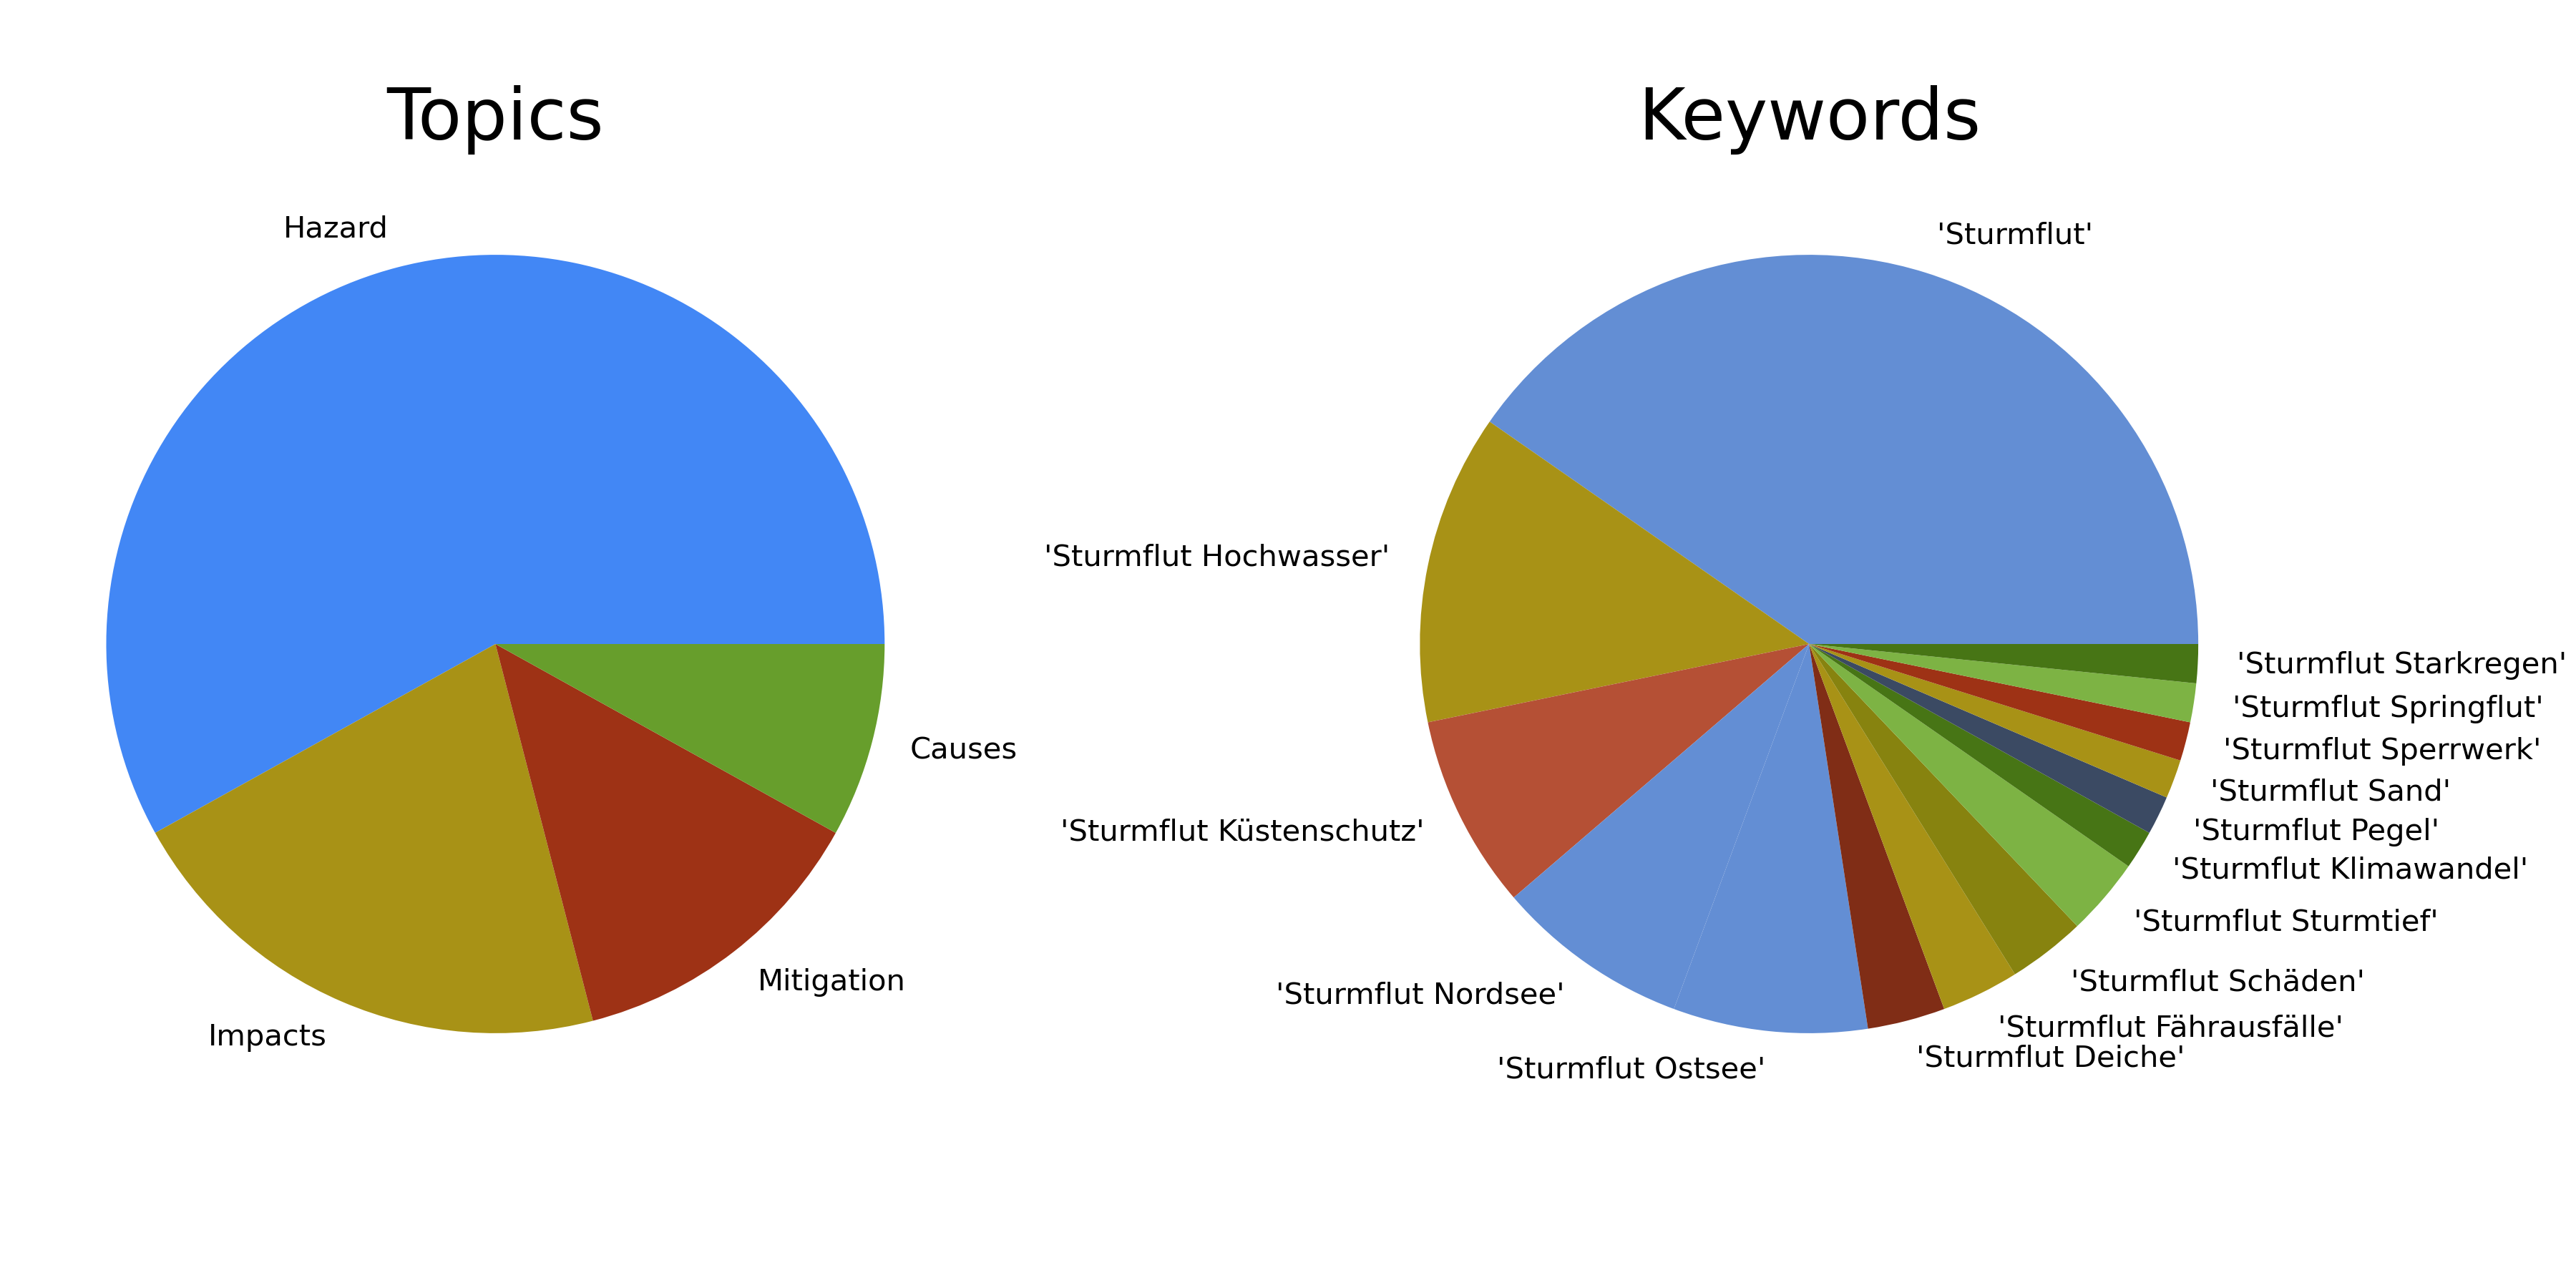 Topics
Hazard
Causes
Mitigation
Impacts
Keywords
'Sturmflut'
'Sturmflut Hochwasser'
'Sturmflut Küstenschutz'
'Sturmflut Nordsee'
'Sturmflut Ostsee'
'Sturmflut Deiche'
'Sturmflut Fährausfälle'
'Sturmflut Schäden'
'Sturmflut Sturmtief'
'Sturmflut Klimawandel'
'Sturmflut Pegel'
'Sturmflut Sand'
'Sturmflut Sperrwerk'
'Sturmflut Springflut'
'Sturmflut Starkregen'